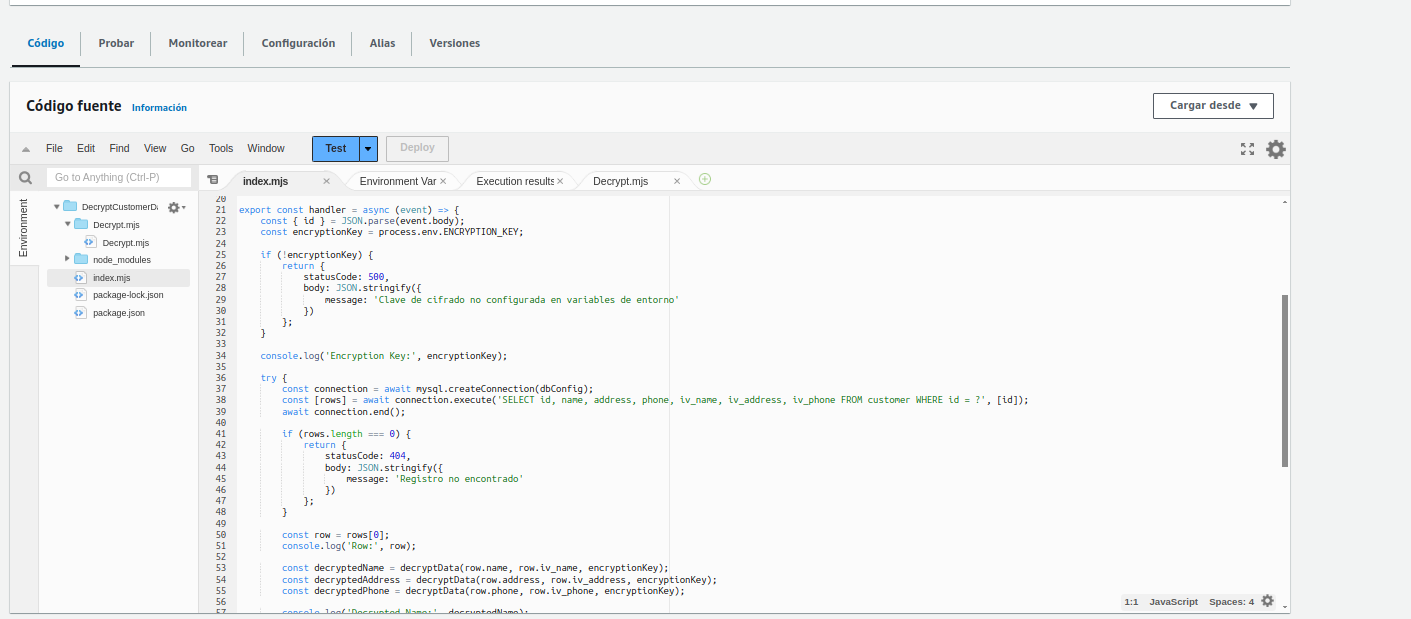 Código
Probar
Monitorear
Configuración
Alias
Versiones
Código fuente
Información
Cargar desde
File Edit Find View Go Tools Window
Test
Deploy
Go to Anything (Ctrl-P)
index.mjs
Environment Var
Execution results
Decrypt.mjs
Environment
DecryptCustomerDa
Decrypt.mjs
Decrypt.mjs
node_modules
index.mjs
package-lock.json
package.json
20
21 export const handler = async (event) => {
22 const { id } = JSON.parse(event.body);
23 const encryptionKey = process.env.ENCRYPTION_KEY;
24
25 if (!encryptionKey) {
26 return {
27 statusCode: 500,
28 body: JSON.stringify({
29 message: 'Clave de cifrado no configurada en variables de entorno'
30 })
31 };
32 }
33
34 console.log('Encryption Key:', encryptionKey);
35
36 try {
37 const connection = await mysql.createConnection(dbConfig);
38 const [rows] = await connection.execute('SELECT id, name, address, phone, iv_name, iv_address, iv_phone FROM customer WHERE id = ?', [id]);
39 await connection.end();
40
41 if (rows.length === 0) {
42 return {
43 statusCode: 404,
44 body: JSON.stringify({
45 message: 'Registro no encontrado'
46 })
47 };
48 }
49
50 const row = rows[0];
51 console.log('Row:', row);
52
53 const decryptedName = decryptData(row.name, row.iv_name, encryptionKey);
54 const decryptedAddress = decryptData(row.address, row.iv_address, encryptionKey);
55 const decryptedPhone = decryptData(row.phone, row.iv_phone, encryptionKey);
56
57 console.log('Decrypted Name:', decryptedName);
1:1 JavaScript Spaces: 4